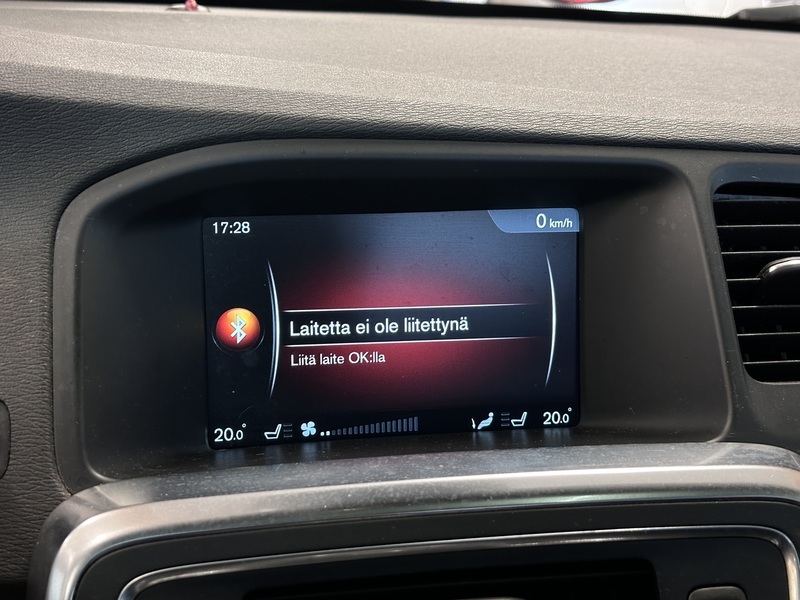 17:28
0 km/h
Laitetta ei ole liitettynä
Liitä laite OK:lla
20.0°
20.0°